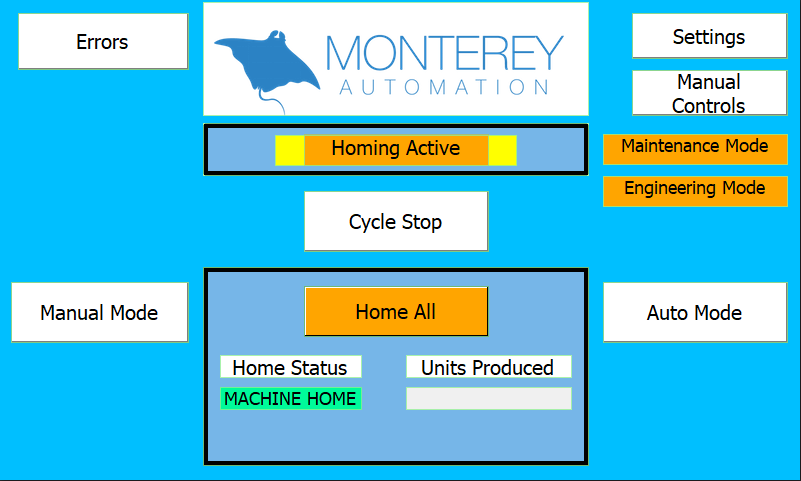 Errors
MONTEREY
AUTOMATION
Settings
Manual
Controls
Homing Active
Maintenance Mode
Engineering Mode
Cycle Stop
Manual Mode
Home All
Auto Mode
Home Status
Units Produced
MACHINE HOME